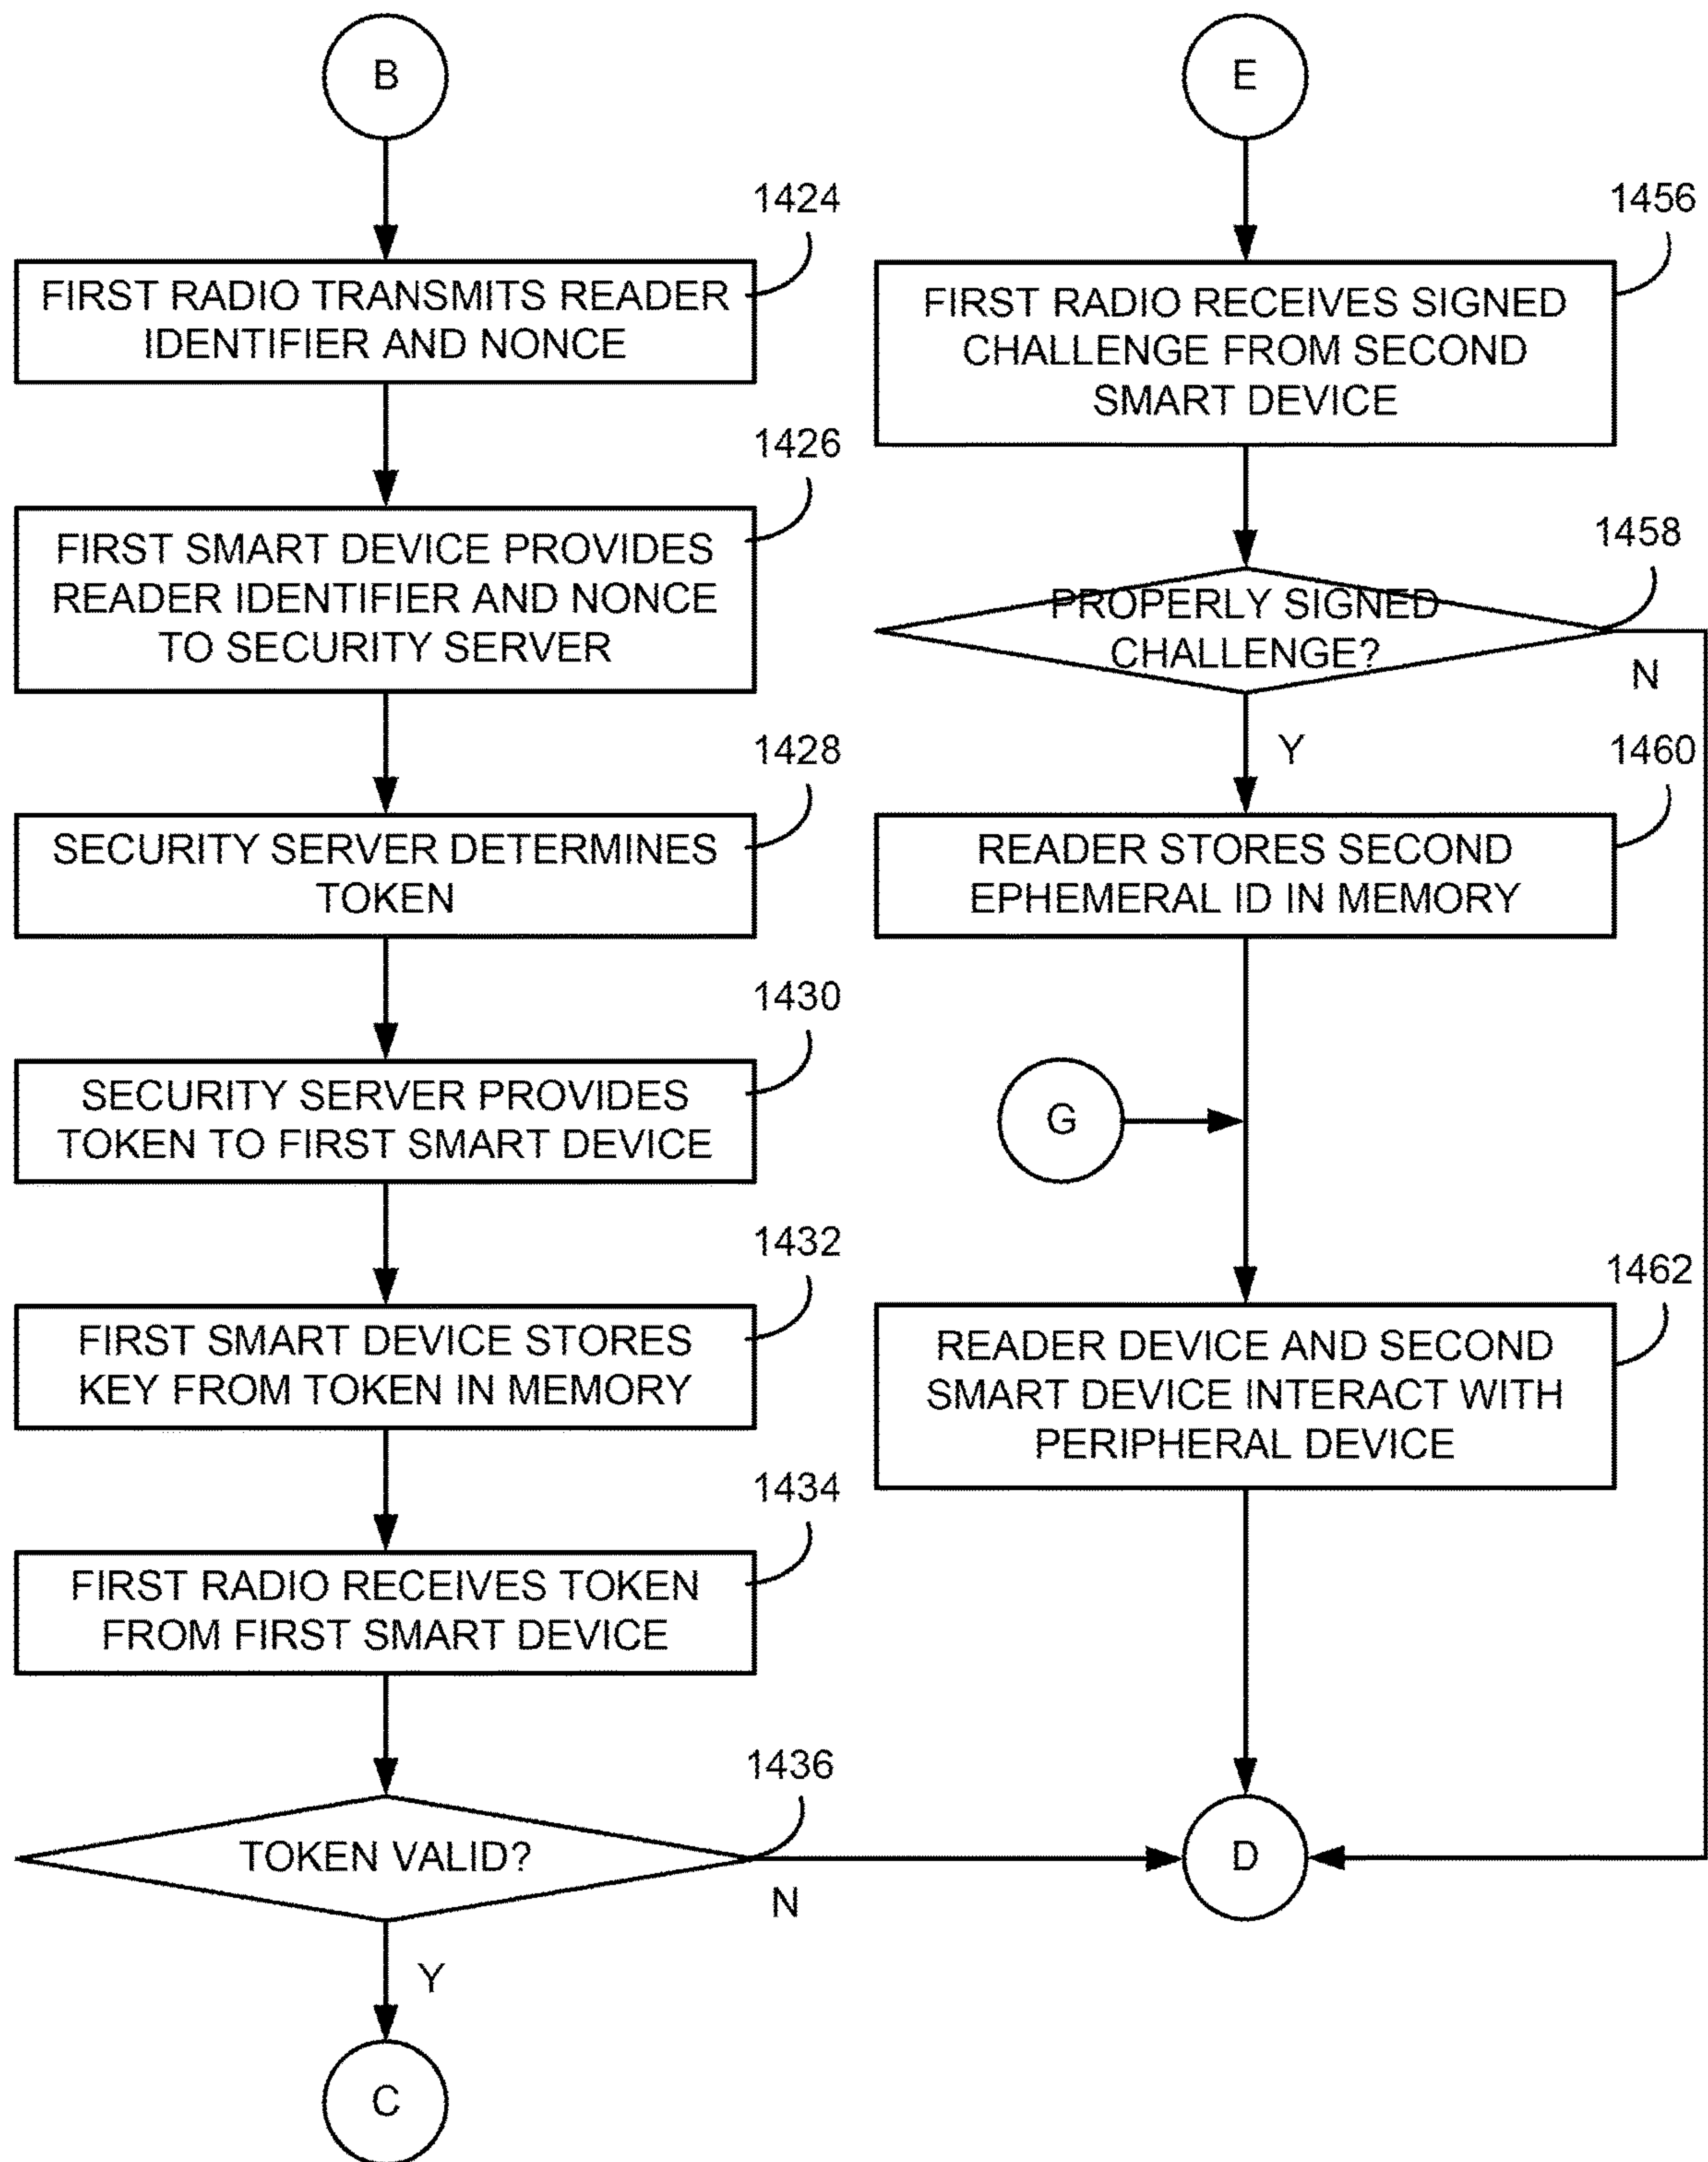 B
1424
FIRST RADIO TRANSMITS READER
IDENTIFIER AND NONCE
1426
FIRST SMART DEVICE PROVIDES
READER IDENTIFIER AND NONCE
TO SECURITY SERVER
1428
SECURITY SERVER DETERMINES
TOKEN
1430
SECURITY SERVER PROVIDES
TOKEN TO FIRST SMART DEVICE
1432
FIRST SMART DEVICE STORES
KEY FROM TOKEN IN MEMORY
1434
FIRST RADIO RECEIVES TOKEN
FROM FIRST SMART DEVICE
1436
TOKEN VALID?
N
Y
C
E
1456
FIRST RADIO RECEIVES SIGNED
CHALLENGE FROM SECOND
SMART DEVICE
1458
PROPERLY SIGNED
CHALLENGE?
N
Y
1460
READER STORES SECOND
EPHEMERAL ID IN MEMORY
G
1462
READER DEVICE AND SECOND
SMART DEVICE INTERACT WITH
PERIPHERAL DEVICE
D